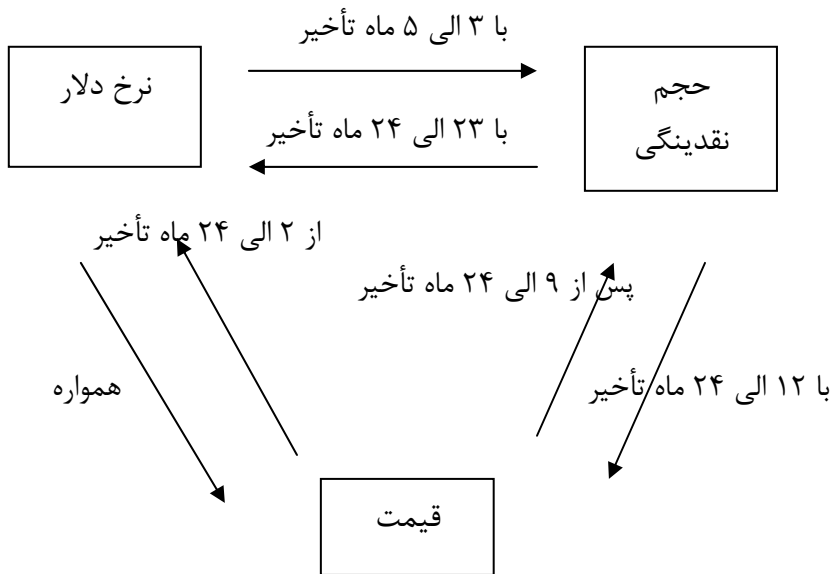 با ۳ الی ۵ ماه تأخیر
حجم
نقدینگی
نرخ دلار
با ۲۳ الی ۲۴ ماه تأخیر
از ۲ الی ۲۴ ماه تأخیر
پس از ۹ الی ۲۴ ماه تأخیر
با ۱۲ الی ۲۴ ماه تأخیر
همواره
قیمت